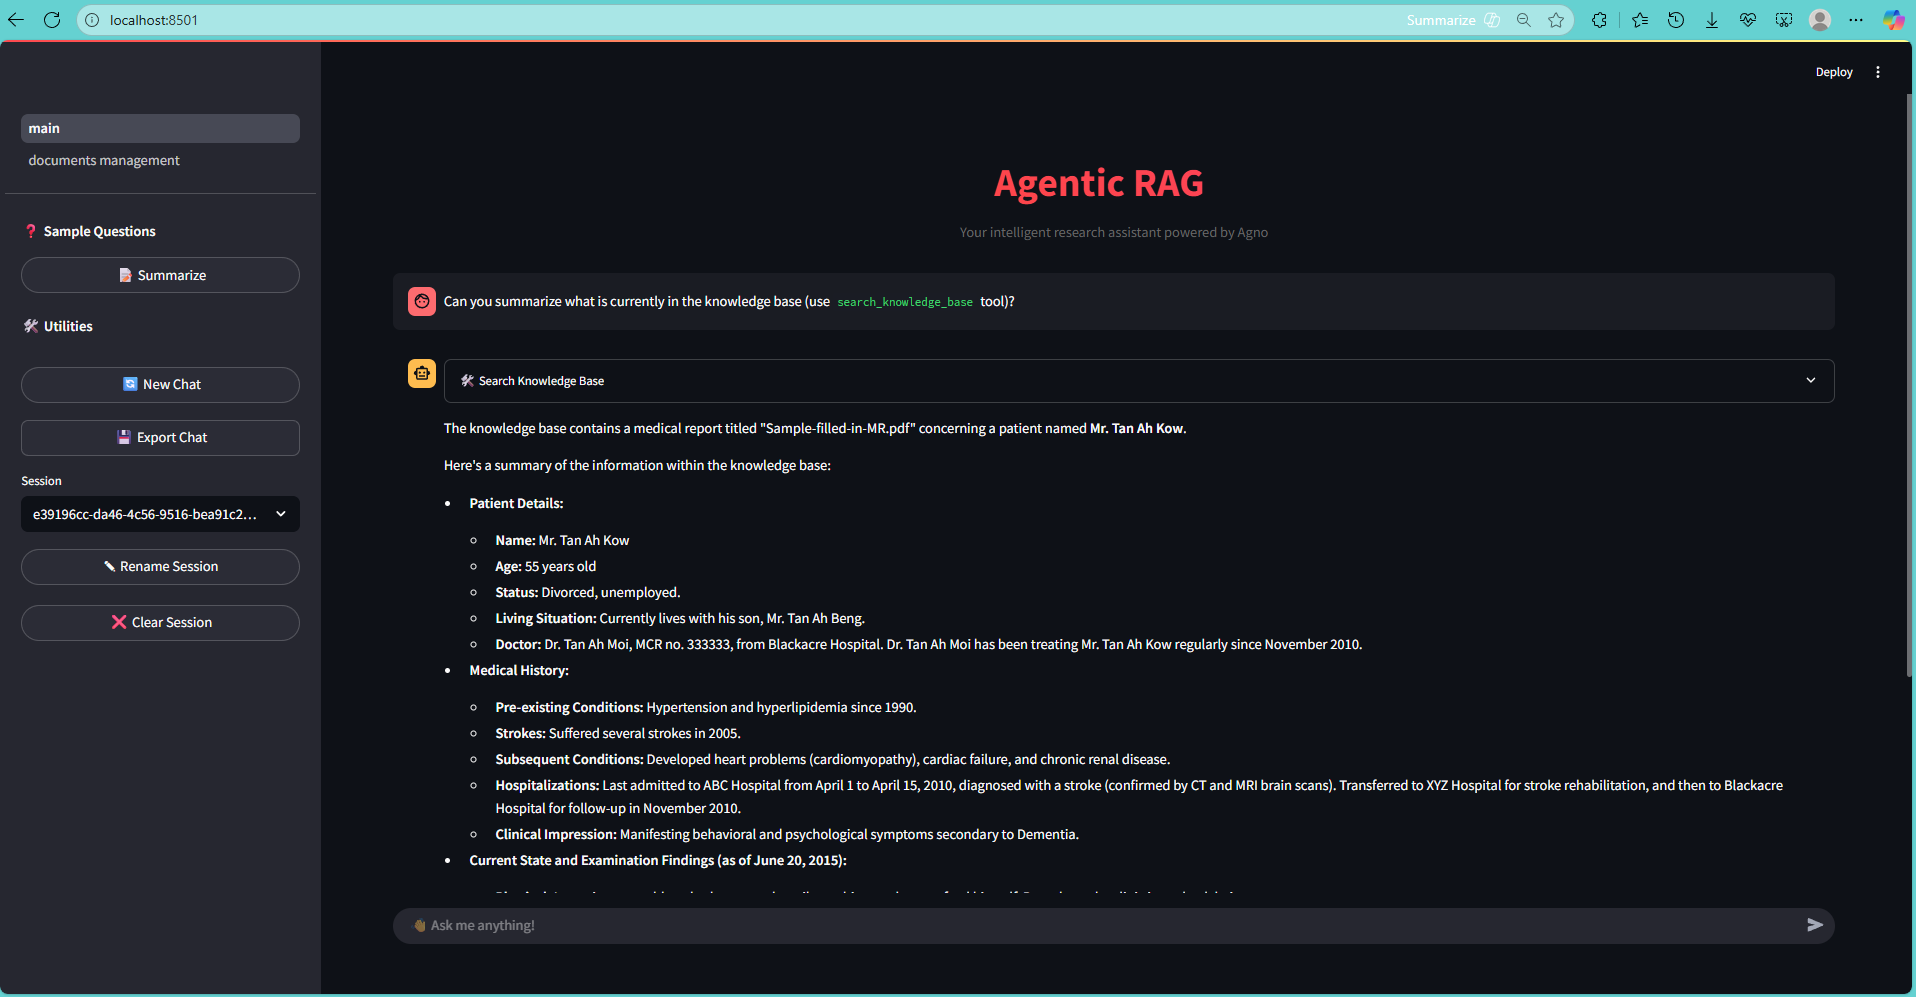 localhost:8501
Summarize
Deploy
main
documents management
❓ Sample Questions
📝 Summarize
🛠️ Utilities
🔄 New Chat
💾 Export Chat
Session
e39196cc-da46-4c56-9516-bea91c2...
✏️ Rename Session
❌ Clear Session
Agentic RAG
Your intelligent research assistant powered by Agno
Can you summarize what is currently in the knowledge base (use search_knowledge_base tool)?
🛠️ Search Knowledge Base
The knowledge base contains a medical report titled "Sample-filled-in-MR.pdf" concerning a patient named Mr. Tan Ah Kow.
Here's a summary of the information within the knowledge base:
• Patient Details:
◦ Name: Mr. Tan Ah Kow
◦ Age: 55 years old
◦ Status: Divorced, unemployed.
◦ Living Situation: Currently lives with his son, Mr. Tan Ah Beng.
◦ Doctor: Dr. Tan Ah Moi, MCR no. 333333, from Blackacre Hospital. Dr. Tan Ah Moi has been treating Mr. Tan Ah Kow regularly since November 2010.
• Medical History:
◦ Pre-existing Conditions: Hypertension and hyperlipidemia since 1990.
◦ Strokes: Suffered several strokes in 2005.
◦ Subsequent Conditions: Developed heart problems (cardiomyopathy), cardiac failure, and chronic renal disease.
◦ Hospitalizations: Last admitted to ABC Hospital from April 1 to April 15, 2010, diagnosed with a stroke (confirmed by CT and MRI brain scans). Transferred to XYZ Hospital for stroke rehabilitation, and then to Blackacre
Hospital for follow-up in November 2010.
◦ Clinical Impression: Manifesting behavioral and psychological symptoms secondary to Dementia.
• Current State and Examination Findings (as of June 20, 2015):
👋 Ask me anything!